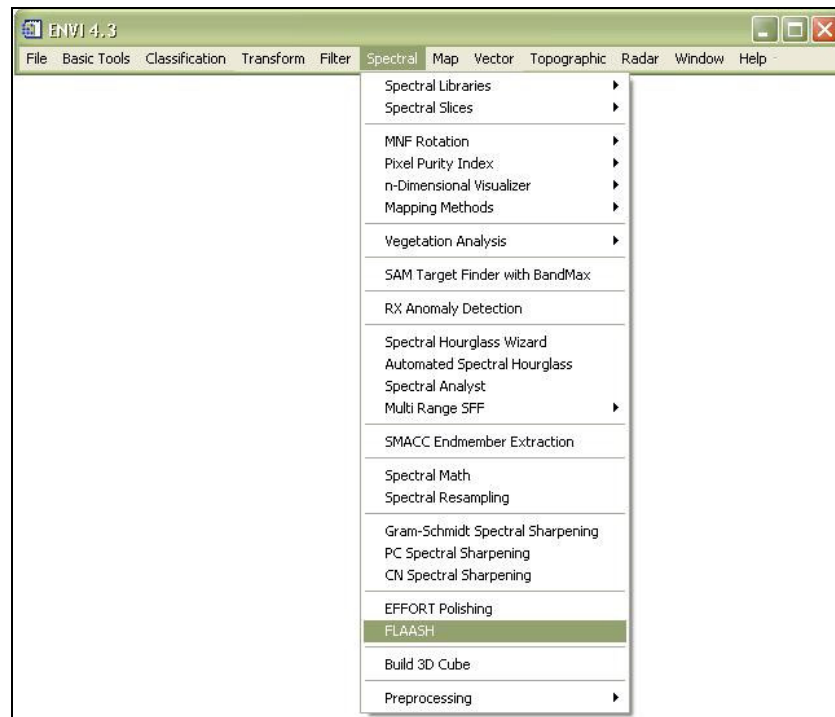 ENVI 4.3
File Basic Tools Classification Transform Filter Spectral Map Vector Topographic Radar Window Help
Spectral Libraries
Spectral Slices
MNF Rotation
Pixel Purity Index
n-Dimensional Visualizer
Mapping Methods
Vegetation Analysis
SAM Target Finder with BandMax
RX Anomaly Detection
Spectral Hourglass Wizard
Automated Spectral Hourglass
Spectral Analyst
Multi Range SFF
SMACC Endmember Extraction
Spectral Math
Spectral Resampling
Gram-Schmidt Spectral Sharpening
PC Spectral Sharpening
CN Spectral Sharpening
EFFORT Polishing
FLAASH
Build 3D Cube
Preprocessing